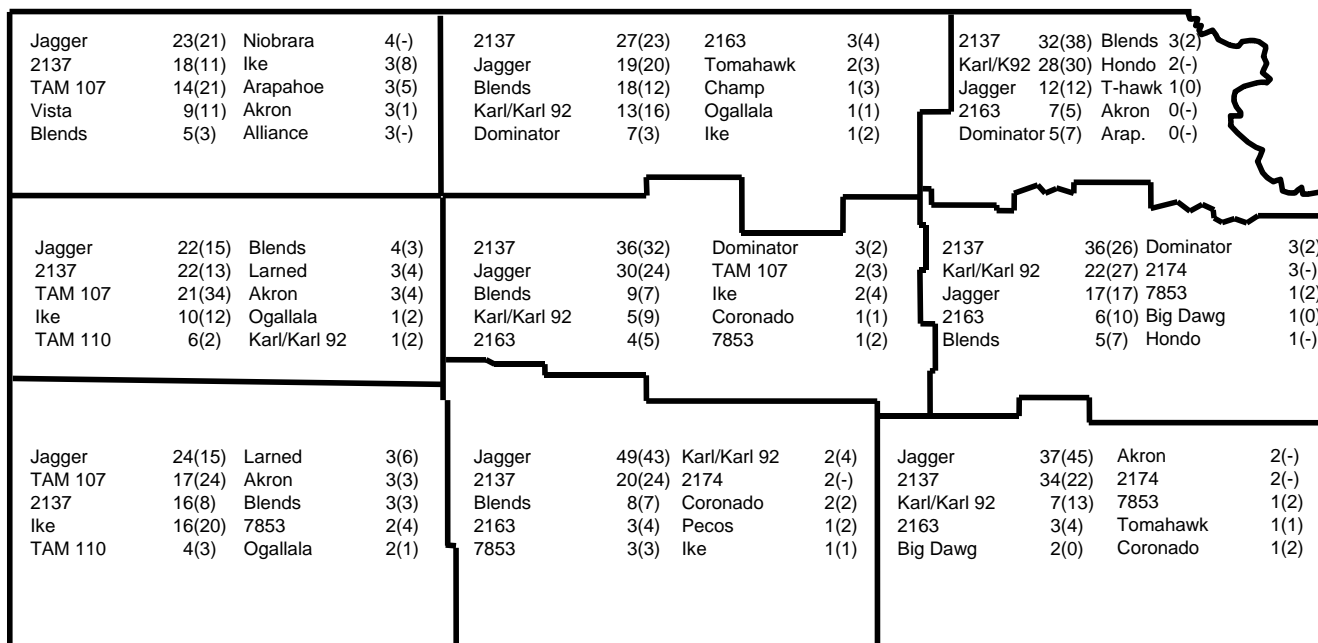 Jagger 23(21) Niobrara 4(-)
2137 18(11) Ike 3(8)
TAM 107 14(21) Arapahoe 3(5)
Vista 9(11) Akron 3(1)
Blends 5(3) Alliance 3(-)
2137 27(23) 2163 3(4)
Jagger 19(20) Tomahawk 2(3)
Blends 18(12) Champ 1(3)
Karl/Karl 92 13(16) Ogallala 1(1)
Dominator 7(3) Ike 1(2)
2137 32(38) Blends 3(2)
Karl/K92 28(30) Hondo 2(-)
Jagger 12(12) T-hawk 1(0)
2163 7(5) Akron 0(-)
Dominator 5(7) Arap. 0(-)
Jagger 22(15) Blends 4(3)
2137 22(13) Larned 3(4)
TAM 107 21(34) Akron 3(4)
Ike 10(12) Ogallala 1(2)
TAM 110 6(2) Karl/Karl 92 1(2)
2137 36(32) Dominator 3(2)
Jagger 30(24) TAM 107 2(3)
Blends 9(7) Ike 2(4)
Karl/Karl 92 5(9) Coronado 1(1)
2163 4(5) 7853 1(2)
2137 36(26) Dominator 3(2)
Karl/Karl 92 22(27) 2174 3(-)
Jagger 17(17) 7853 1(2)
2163 6(10) Big Dawg 1(0)
Blends 5(7) Hondo 1(-)
Jagger 24(15) Larned 3(6)
TAM 107 17(24) Akron 3(3)
2137 16(8) Blends 3(3)
Ike 16(20) 7853 2(4)
TAM 110 4(3) Ogallala 2(1)
Jagger 49(43) Karl/Karl 92 2(4)
2137 20(24) 2174 2(-)
Blends 8(7) Coronado 2(2)
2163 3(4) Pecos 1(2)
7853 3(3) Ike 1(1)
Jagger 37(45) Akron 2(-)
2137 34(22) 2174 2(-)
Karl/Karl 92 7(13) 7853 1(2)
2163 3(4) Tomahawk 1(1)
Big Dawg 2(0) Coronado 1(2)